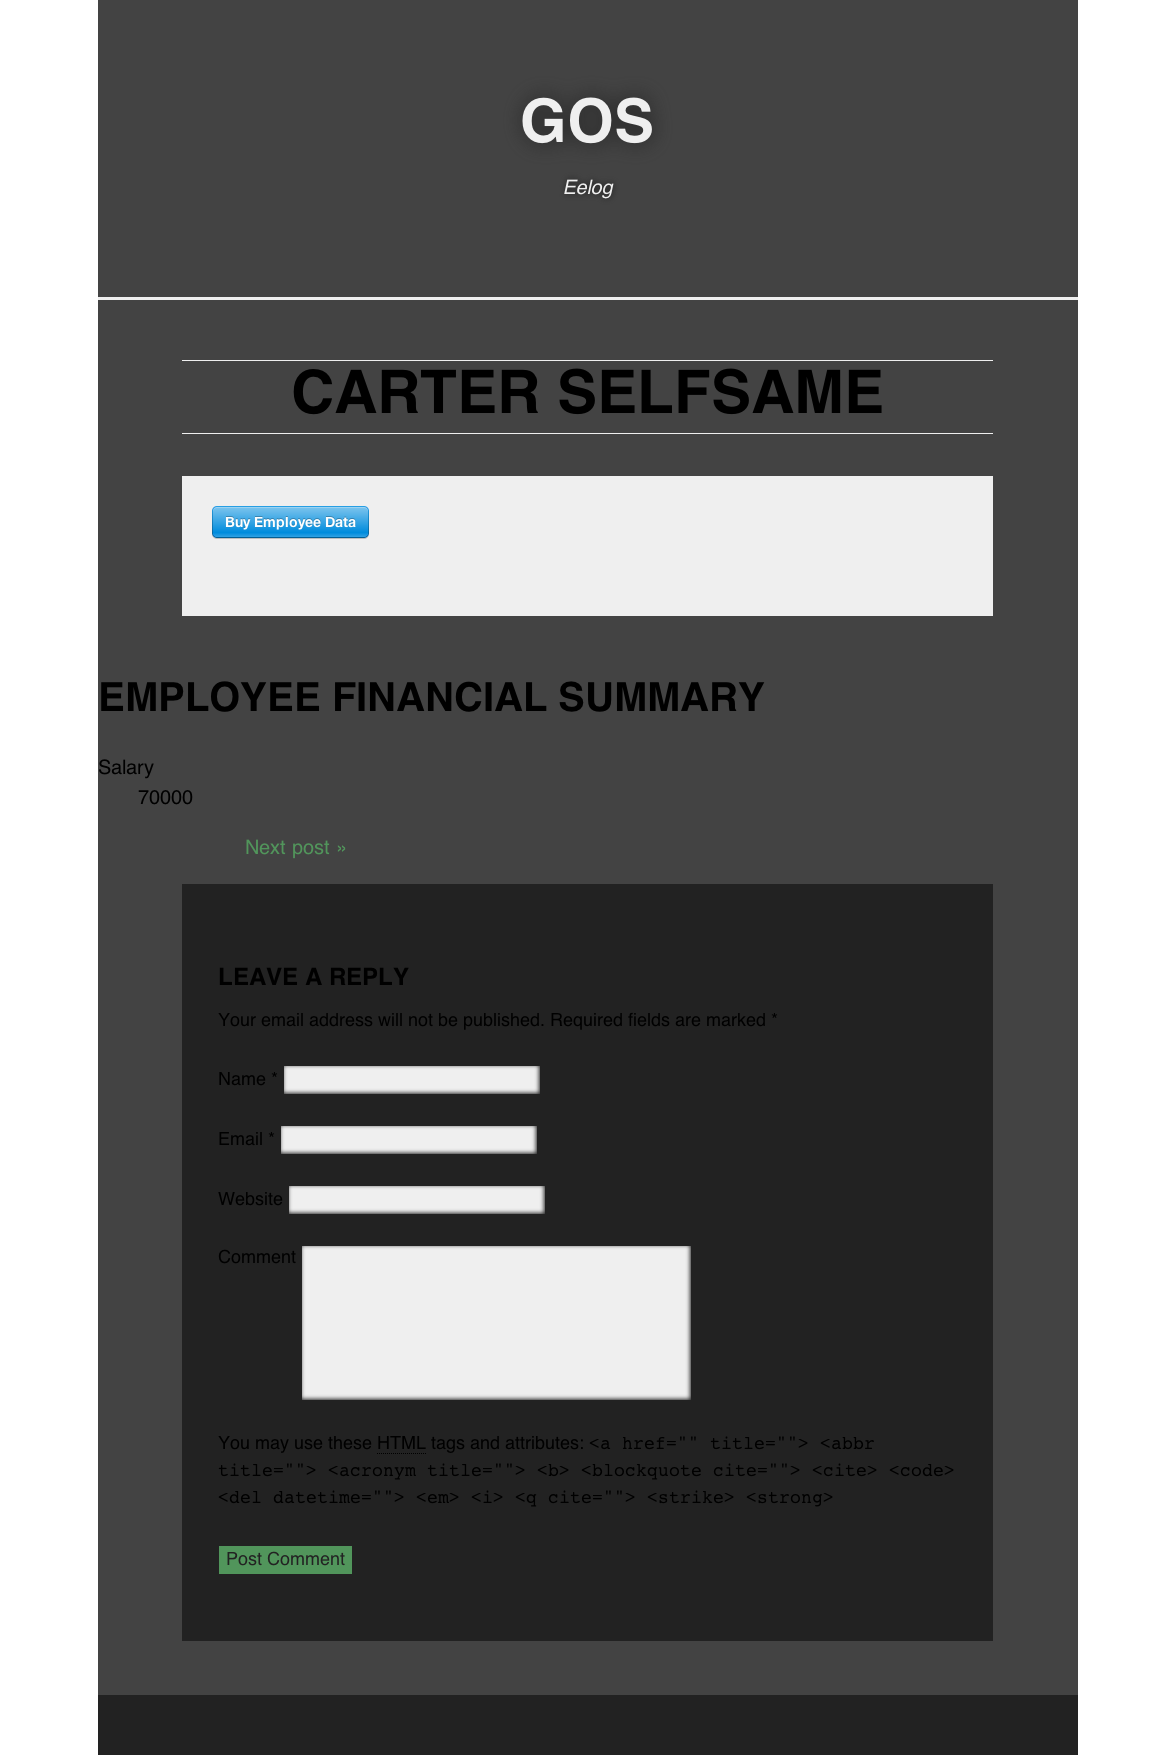 GOS
Eelog
CARTER SELFSAME
Buy Employee Data
EMPLOYEE FINANCIAL SUMMARY
Salary
70000
Next post »
LEAVE A REPLY
Your email address will not be published. Required fields are marked *
Name *
Email *
Website
Comment
You may use these HTML tags and attributes: <a href="" title=""> <abbr
title=""> <acronym title=""> <b> <blockquote cite=""> <cite> <code>
<del datetime=""> <em> <i> <q cite=""> <strike> <strong>
Post Comment